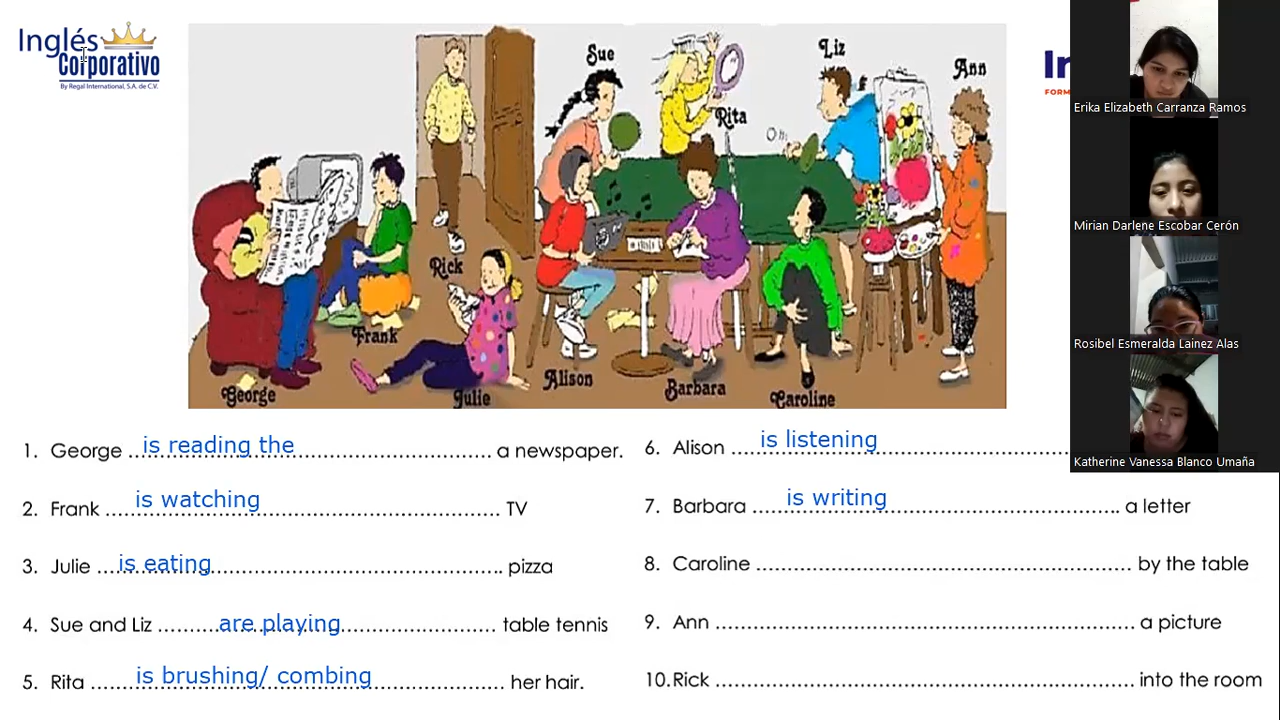 Inglés
Corporativo
By Regal International, S.A. de C.V.
In
FORM
Sue
Liz
Ann
Rita
Rick
Frank
George
Julie
Alison
Barbara
Caroline
1. George is reading the a newspaper.
2. Frank is watching TV
3. Julie is eating pizza
4. Sue and Liz are playing table tennis
5. Rita is brushing/ combing her hair.
6. Alison is listening
7. Barbara is writing a letter
8. Caroline by the table
9. Ann a picture
10. Rick into the room
Erika Elizabeth Carranza Ramos
Mirian Darlene Escobar Cerón
Rosibel Esmeralda Lainez Alas
Katherine Vanessa Blanco Umaña